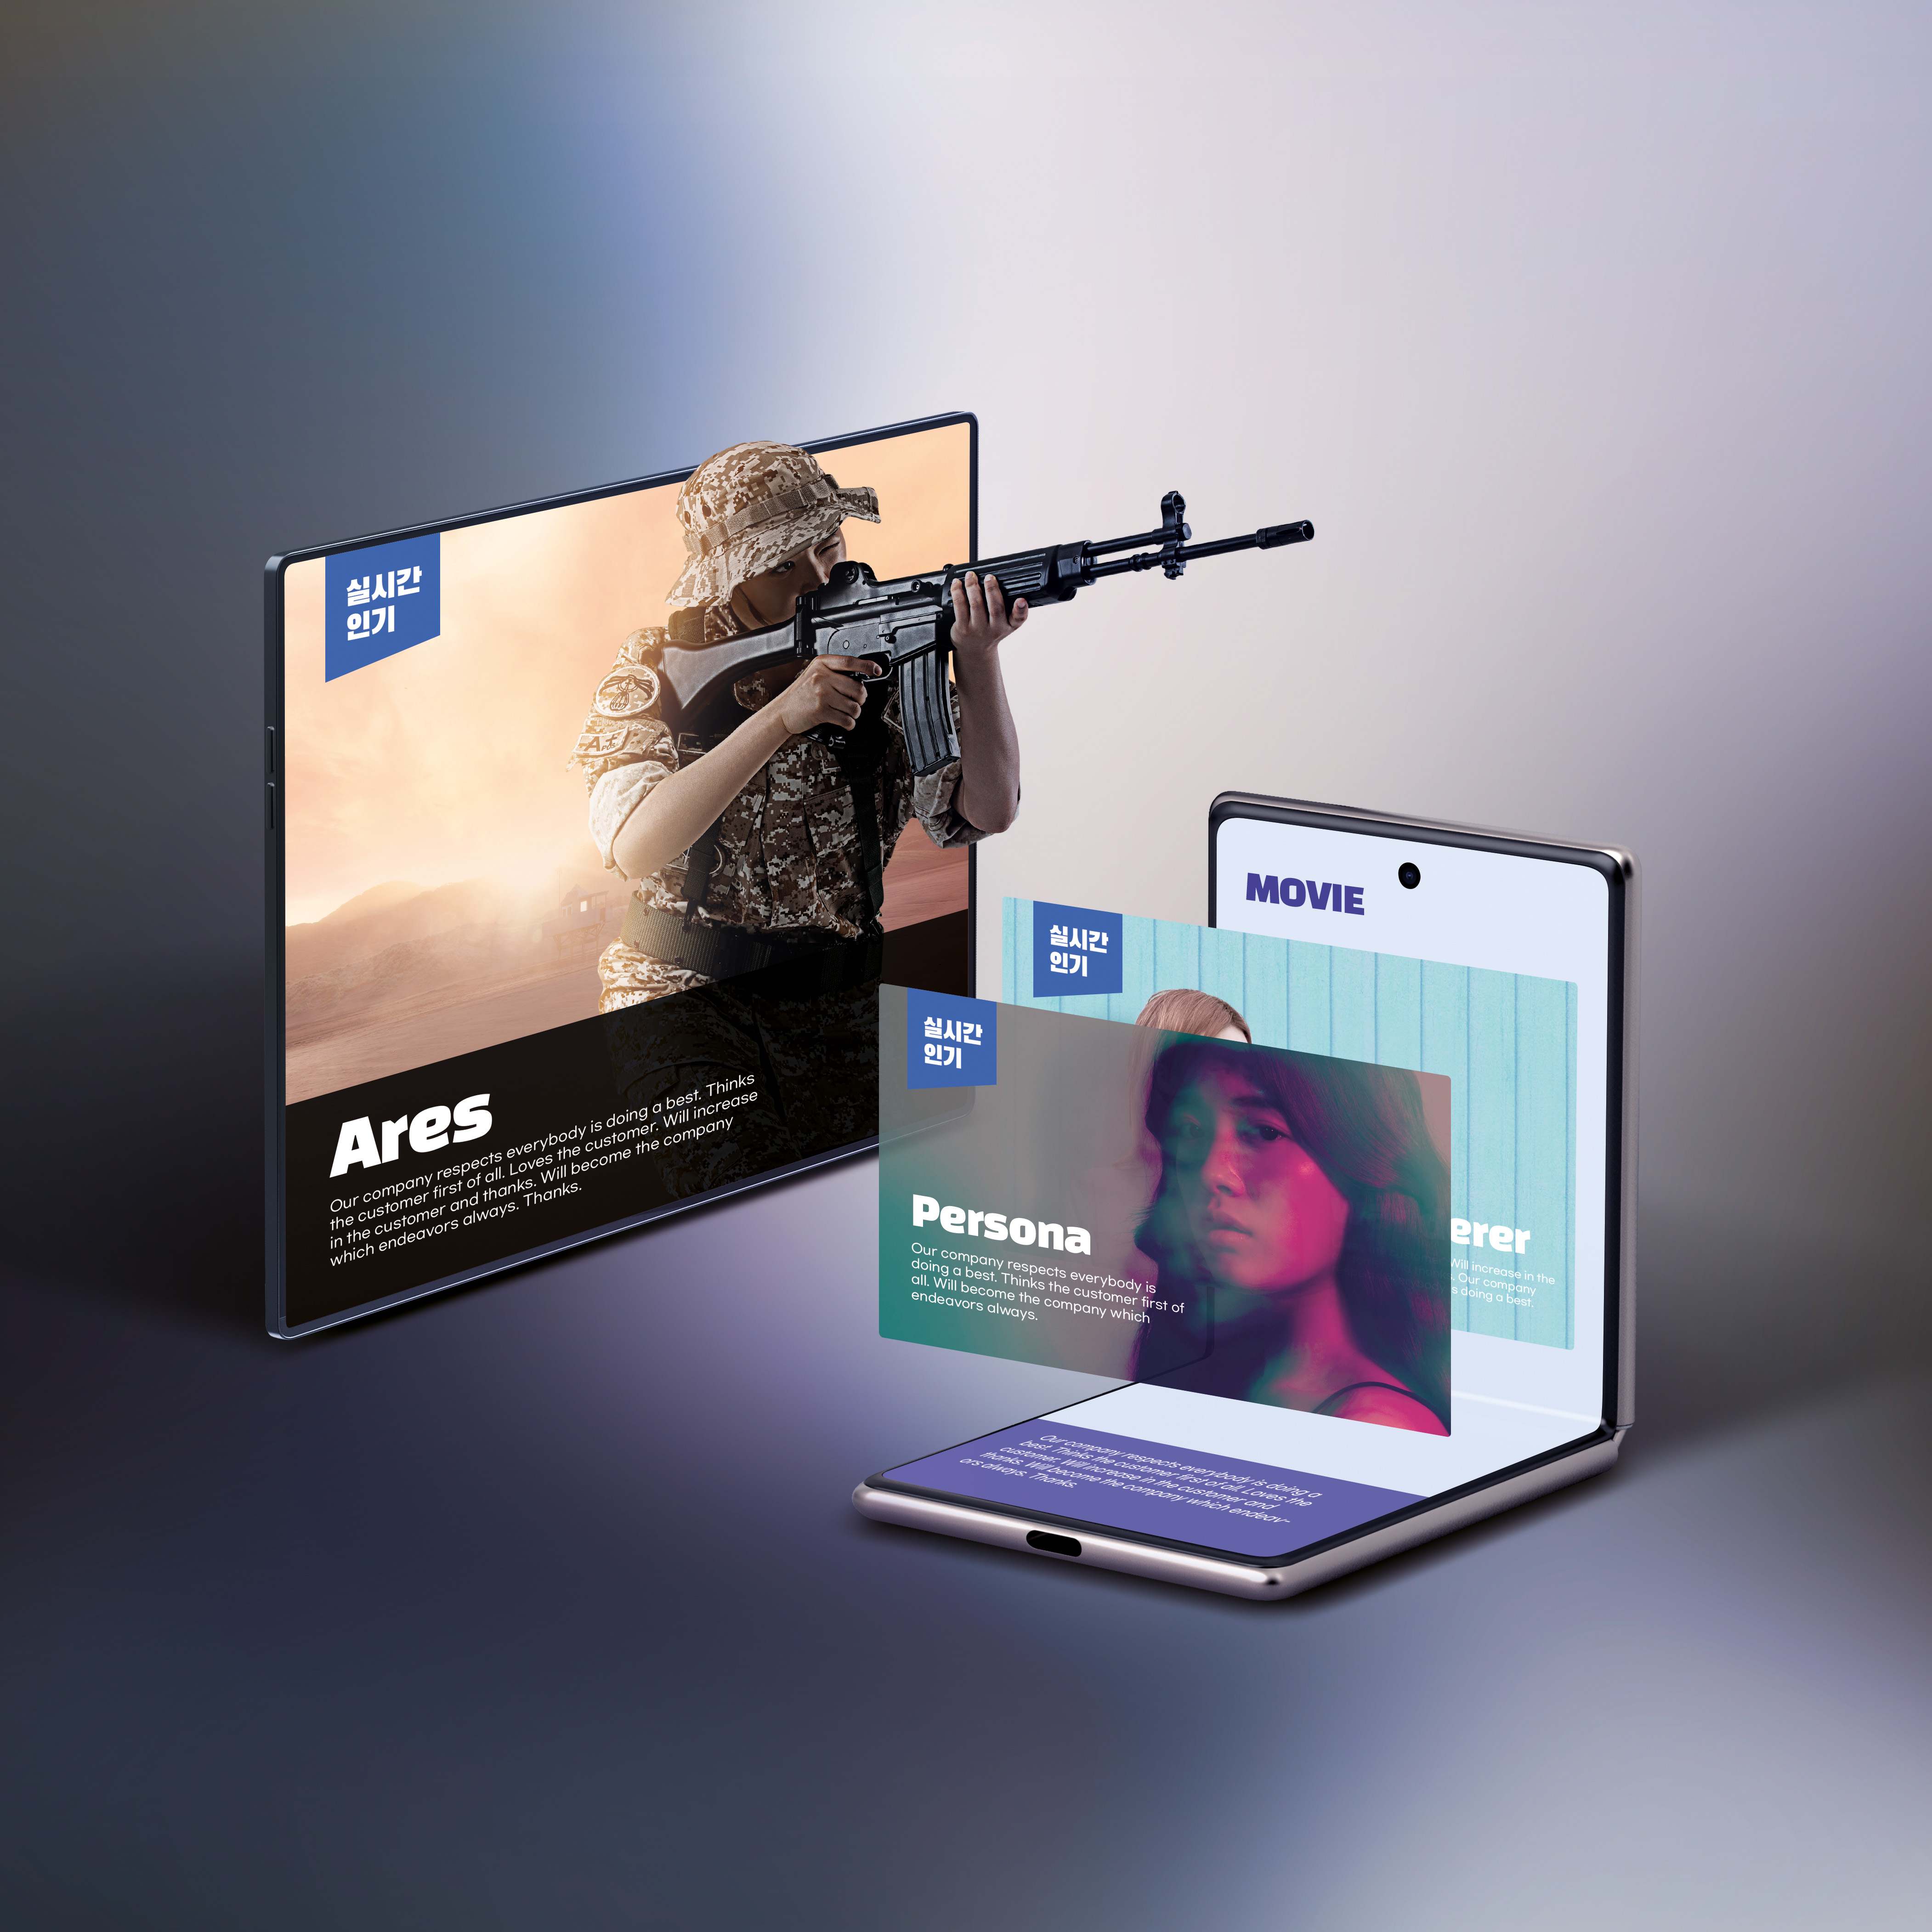 실시간
인기
Ares
Our company respects everybody is doing a best. Thinks
the customer first of all. Loves the customer. Will increase
in the customer and thanks. Will become the company
which endeavors always. Thanks.
MOVIE
실시간
인기
erer
Will increase in the
. Our company
s doing a best.
실시간
인기
Persona
Our company respects everybody is
doing a best. Thinks the customer first of
all. Will become the company which
endeavors always.
Our company respects everybody is doing a
best. Thinks the customer first of all. Loves the
customer. Will increase in the customer and
thanks. Will become the company which endeav-
ors always. Thanks.